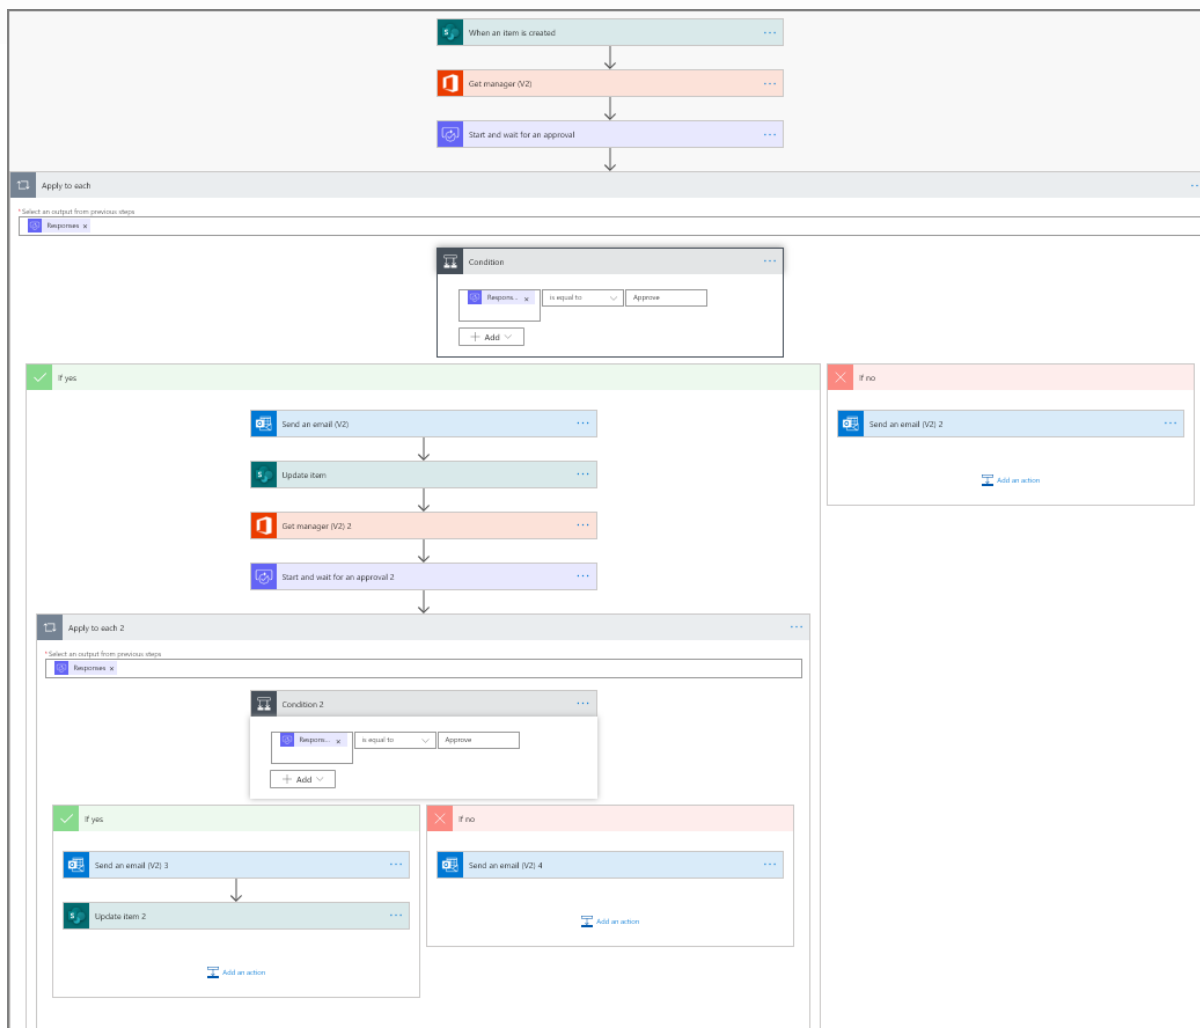 When an item is created
Get manager (V2)
Start and wait for an approval
Apply to each
* Select an output from previous steps
Responses x
Condition
Respons... x is equal to Approve
+ Add
If yes
If no
Send an email (V2)
Send an email (V2) 2
Update item
Add an action
Get manager (V2) 2
Start and wait for an approval 2
Apply to each 2
* Select an output from previous steps
Responses x
Condition 2
Respons... x is equal to Approve
+ Add
If yes
If no
Send an email (V2) 3
Send an email (V2) 4
Update item 2
Add an action
Add an action